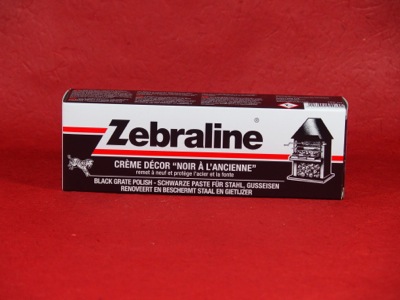 Zebraline®
CRÈME DÉCOR "NOIR À L'ANCIENNE"
remet à neuf et protège l'acier et la fonte
BLACK GRATE POLISH - SCHWARZE PASTE FÜR STAHL, GUSSEISEN
RENOVEERT EN BESCHERMT STAAL EN GIETIJZER